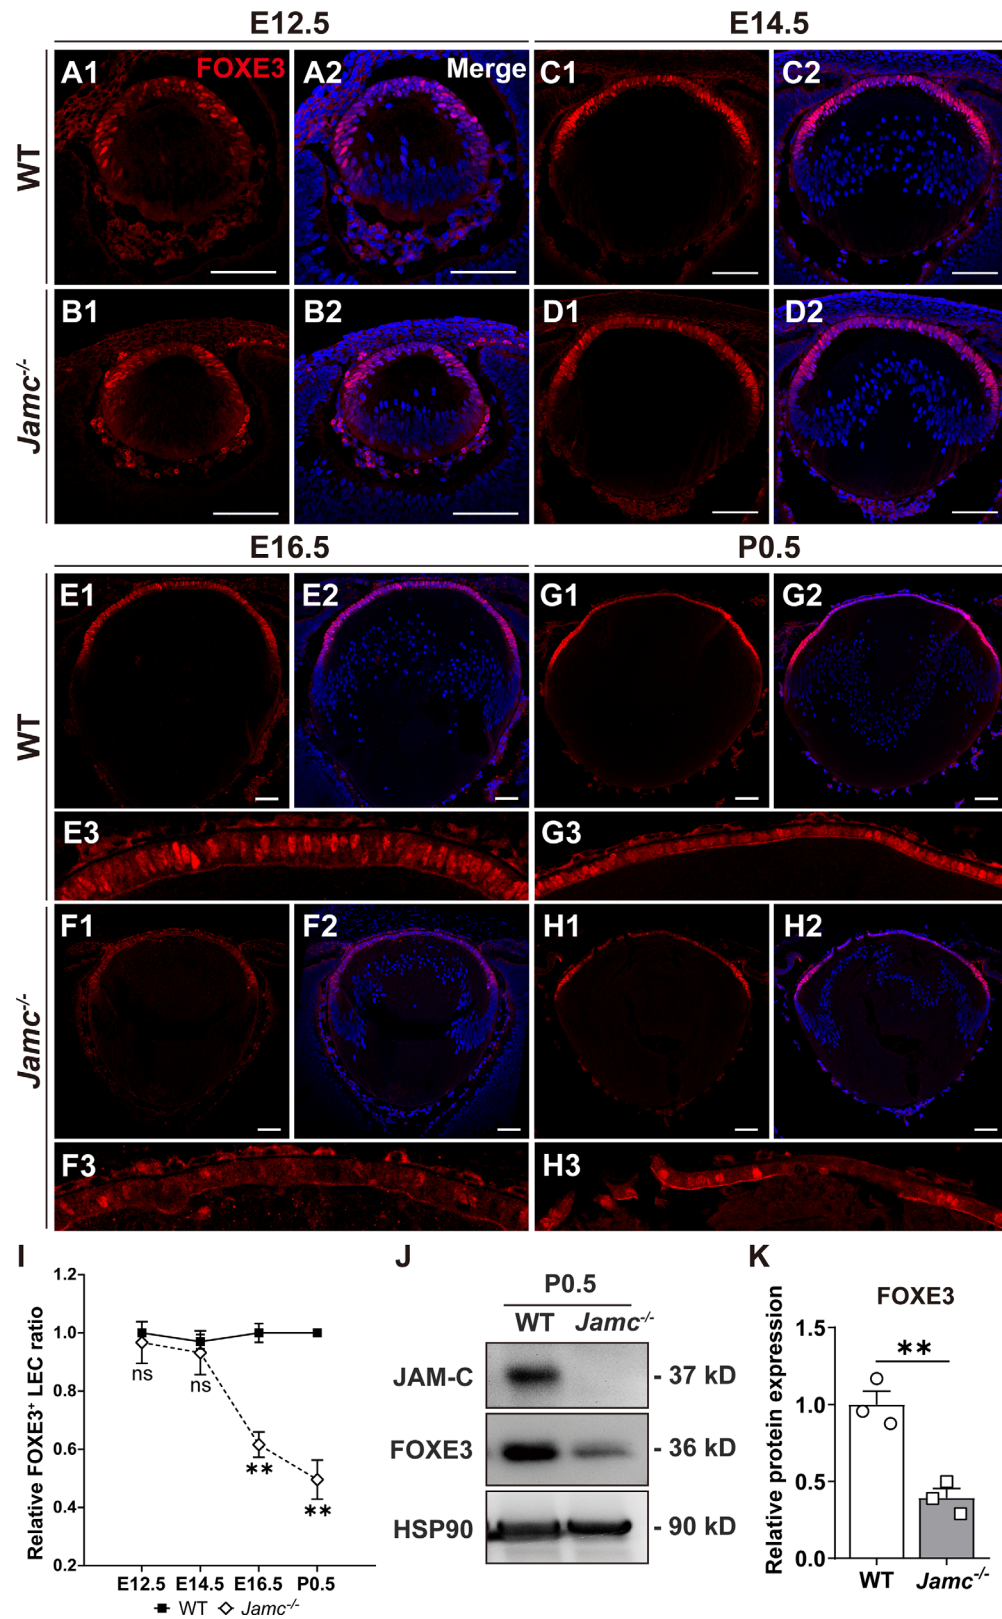 E12.5 E14.5
A1 FOXE3 A2 Merge C1 C2
WT
B1 B2 D1 D2
Jamc-/-
E16.5 P0.5
E1 E2 G1 G2
WT
E3 G3
F1 F2 H1 H2
Jamc-/-
F3 H3
I
Relative FOXE3+ LEC ratio
1.2
1.0
0.8
0.6
0.4
0.2
ns ns ** **
E12.5 E14.5 E16.5 P0.5
WT Jamc-/-
J
P0.5
WT Jamc-/-
JAM-C - 37 kD
FOXE3 - 36 kD
HSP90 - 90 kD
K
FOXE3
Relative protein expression
1.5
1.0
0.5
0.0
**
WT Jamc-/-